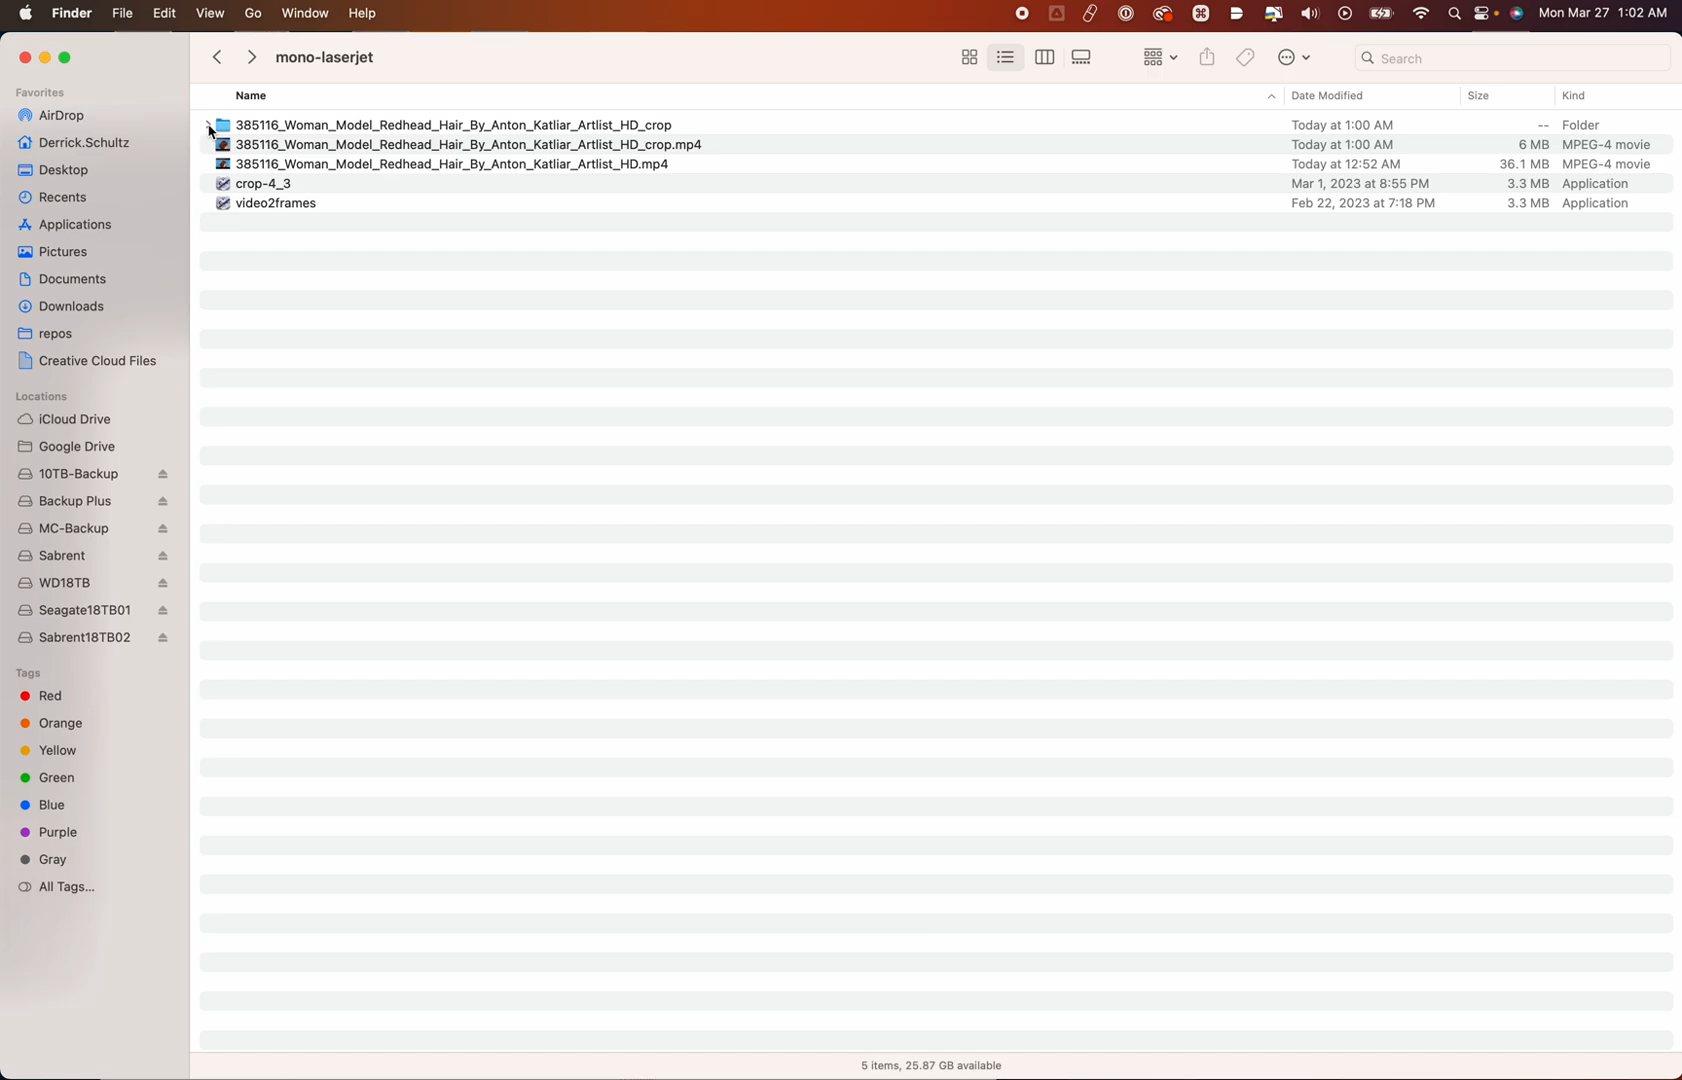 Finder File Edit View Go Window Help Mon Mar 27 1:02 AM
mono-laserjet Search
Favorites
AirDrop
Derrick.Schultz
Desktop
Recents
Applications
Pictures
Documents
Downloads
repos
Creative Cloud Files
Locations
iCloud Drive
Google Drive
10TB-Backup
Backup Plus
MC-Backup
Sabrent
WD18TB
Seagate18TB01
Sabrent18TB02
Tags
Red
Orange
Yellow
Green
Blue
Purple
Gray
All Tags...
Name Date Modified Size Kind
385116_Woman_Model_Redhead_Hair_By_Anton_Katliar_Artlist_HD_crop Today at 1:00 AM -- Folder
385116_Woman_Model_Redhead_Hair_By_Anton_Katliar_Artlist_HD_crop.mp4 Today at 1:00 AM 6 MB MPEG-4 movie
385116_Woman_Model_Redhead_Hair_By_Anton_Katliar_Artlist_HD.mp4 Today at 12:52 AM 36.1 MB MPEG-4 movie
crop-4_3 Mar 1, 2023 at 8:55 PM 3.3 MB Application
video2frames Feb 22, 2023 at 7:18 PM 3.3 MB Application
5 items, 25.87 GB available